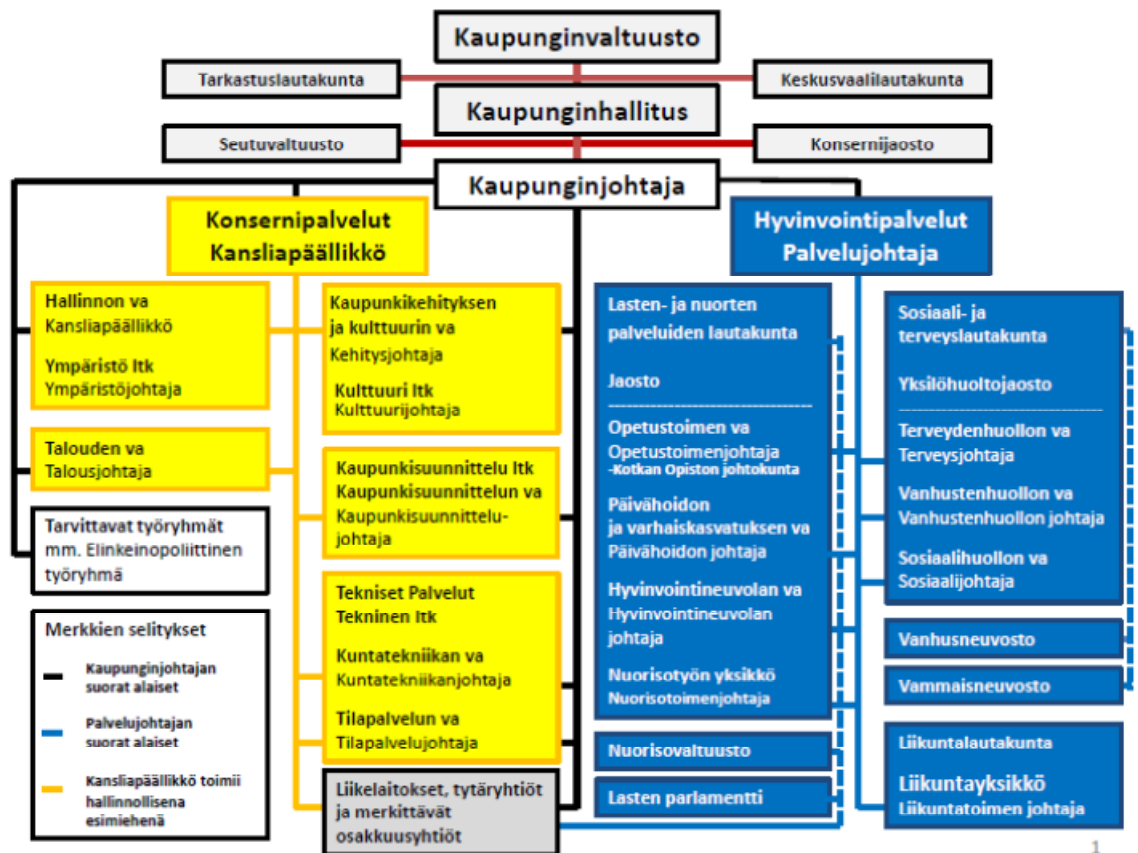 Kaupunginvaltuusto
Tarkastuslautakunta
Keskusvaalilautakunta
Kaupunginhallitus
Seutuvaltuusto
Konsernijaosto
Kaupunginjohtaja
Konsernipalvelut
Kansliapäällikkö
Hyvinvointipalvelut
Palvelujohtaja
Hallinnon va
Kansliapäällikkö
Ympäristö ltk
Ympäristöjohtaja
Talouden va
Talousjohtaja
Tarvittavat työryhmät
mm. Elinkeinopoliittinen
työryhmä
Merkkien selitykset
Kaupunginjohtajan
suorat alaiset
Palvelujohtajan
suorat alaiset
Kansliapäällikkö toimii
hallinnollisena
esimiehenä
Kaupunkikehityksen
ja kulttuurin va
Kehitysjohtaja
Kulttuuri ltk
Kulttuurijohtaja
Kaupunkisuunnittelu ltk
Kaupunkisuunnittelun va
Kaupunkisuunnittelu-
johtaja
Tekniset Palvelut
Tekninen ltk
Kuntatekniikan va
Kuntatekniikanjohtaja
Tilapalvelun va
Tilapalvelujohtaja
Liikelaitokset, tytäryhtiöt
ja merkittävät
osakkuusyhtiöt
Lasten- ja nuorten
palveluiden lautakunta
Jaosto
Opetustoimen va
Opetustoimenjohtaja
-Kotkan Opiston johtokunta
Päivähoidon
ja varhaiskasvatuksen va
Päivähoidon johtaja
Hyvinvointineuvolan va
Hyvinvointineuvolan
johtaja
Nuorisotyön yksikkö
Nuorisotoimenjohtaja
Nuorisovaltuusto
Lasten parlamentti
Sosiaali- ja
terveyslautakunta
Yksilöhuoltojaosto
Terveydenhuollon va
Terveysjohtaja
Vanhustenhuollon va
Vanhustenhuollon johtaja
Sosiaalihuollon va
Sosiaalijohtaja
Vanhusneuvosto
Vammaisneuvosto
Liikuntalautakunta
Liikuntayksikkö
Liikuntatoimen johtaja
1